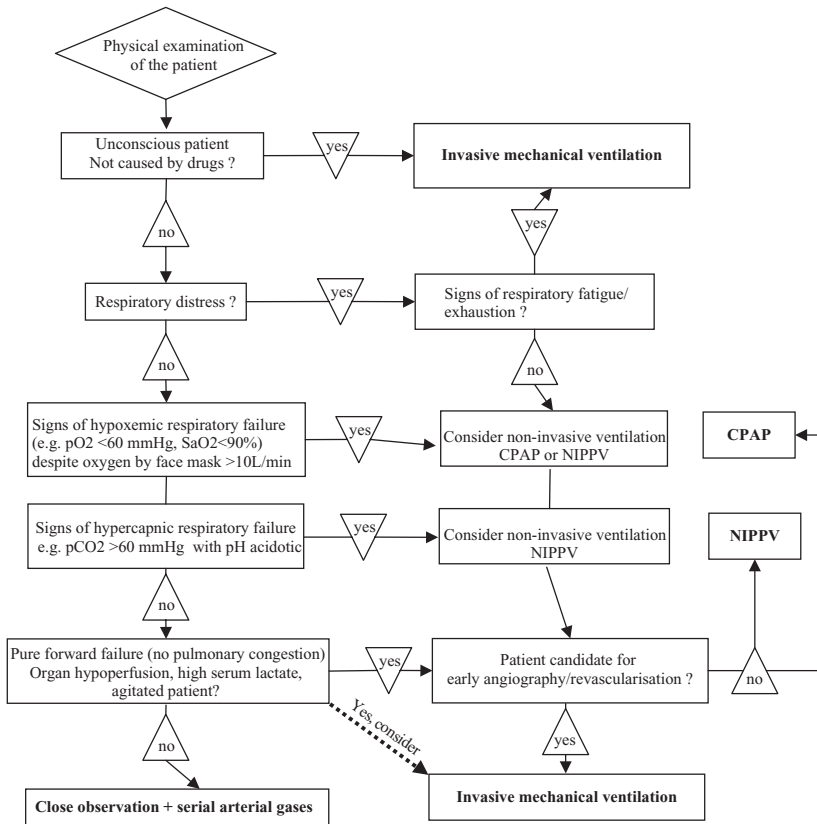 Physical examination
of the patient
Unconscious patient
Not caused by drugs ?
yes
Invasive mechanical ventilation
no
yes
Respiratory distress ?
yes
Signs of respiratory fatigue/
exhaustion ?
no
no
Signs of hypoxemic respiratory failure
(e.g. pO2 <60 mmHg, SaO2<90%)
despite oxygen by face mask >10L/min
yes
Consider non-invasive ventilation
CPAP or NIPPV
CPAP
Signs of hypercapnic respiratory failure
e.g. pCO2 >60 mmHg with pH acidotic
yes
Consider non-invasive ventilation
NIPPV
NIPPV
no
Pure forward failure (no pulmonary congestion)
Organ hypoperfusion, high serum lactate,
agitated patient?
yes
Patient candidate for
early angiography/revascularisation ?
no
no
Yes, consider
yes
Close observation + serial arterial gases
Invasive mechanical ventilation